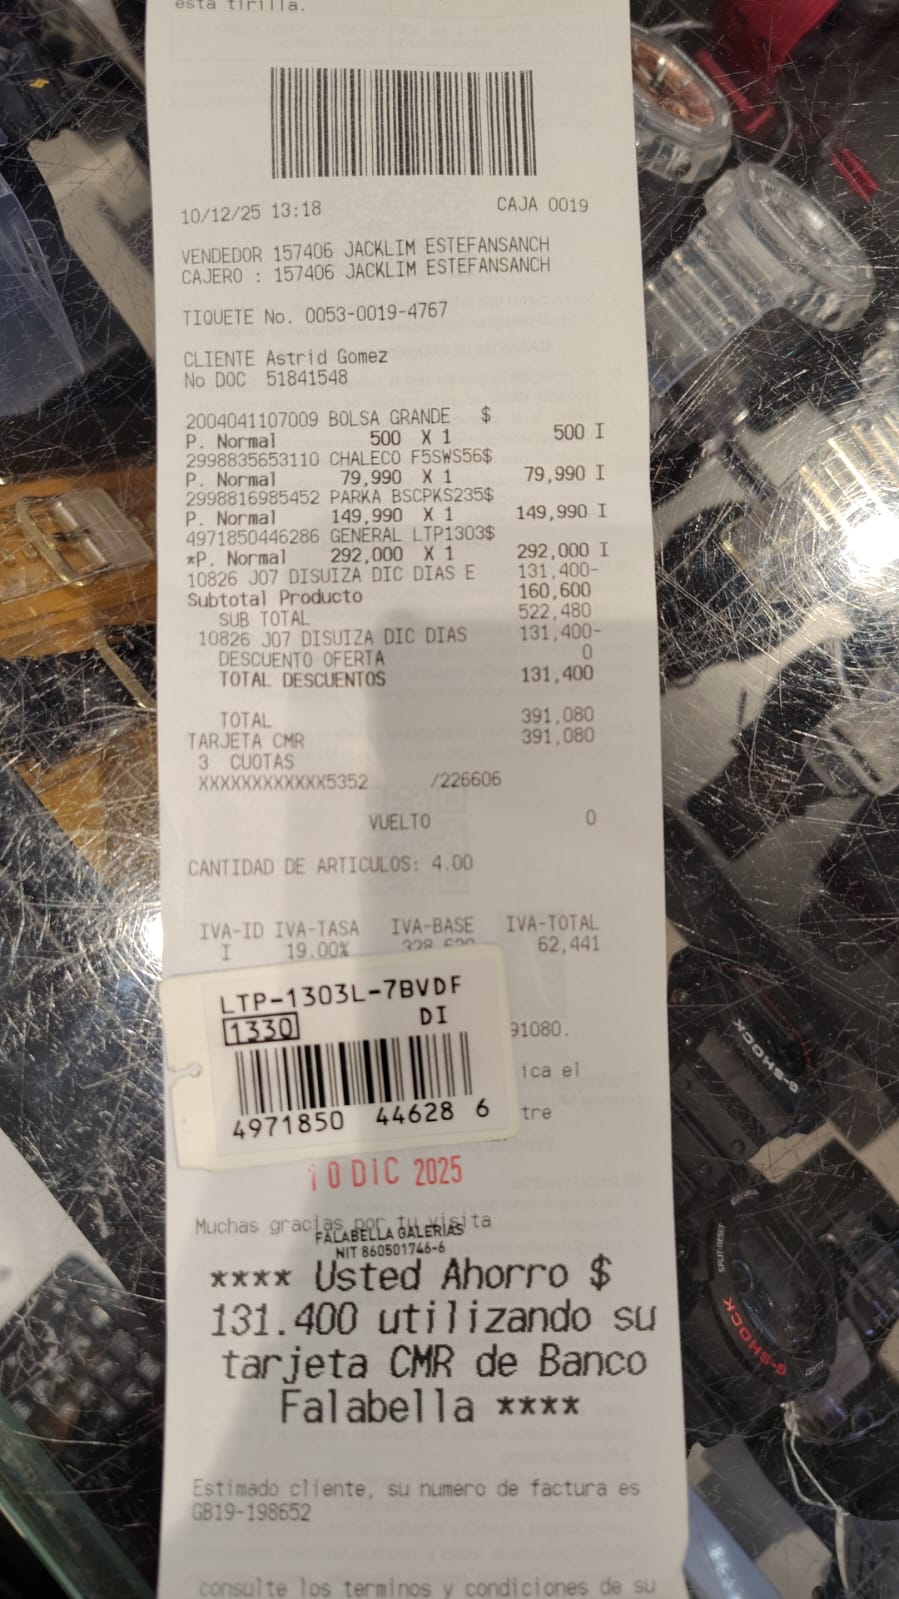 esta tirilla.
10/12/25 13:18 CAJA 0019
VENDEDOR 157406 JACKLIM ESTEFANSANCH
CAJERO : 157406 JACKLIM ESTEFANSANCH
TIQUETE No. 0053-0019-4767
CLIENTE Astrid Gomez
No DOC 51841548
2004041107009 BOLSA GRANDE $
P. Normal 500 X 1 500 I
2998835653110 CHALECO F5SWS56$
P. Normal 79,990 X 1 79,990 I
2998816985452 PARKA BSCPKS235$
P. Normal 149,990 X 1 149,990 I
4971850446286 GENERAL LTP1303$
*P. Normal 292,000 X 1 292,000 I
10826 J07 DISUIZA DIC DIAS E 131,400-
Subtotal Producto 160,600
SUB TOTAL 522,480
10826 J07 DISUIZA DIC DIAS 131,400-
DESCUENTO OFERTA 0
TOTAL DESCUENTOS 131,400
TOTAL 391,080
TARJETA CMR 391,080
3 CUOTAS
XXXXXXXXXXXX5352 /226606
VUELTO 0
CANTIDAD DE ARTICULOS: 4.00
IVA-ID IVA-TASA IVA-BASE IVA-TOTAL
I 19.00% 62,441
LTP-1303L-7BVDF
1330 DI
4971850 44628 6
91080.
ica el
tre
10 DIC 2025
Muchas gracias por tu visita
FALABELLA GALERIAS
NIT 860501746-6
**** Usted Ahorro $
131.400 utilizando su
tarjeta CMR de Banco
Falabella ****
Estimado cliente, su numero de factura es
GB19-198652
consulte los terminos y condiciones de su
G-SHOCK
G-SHOCK